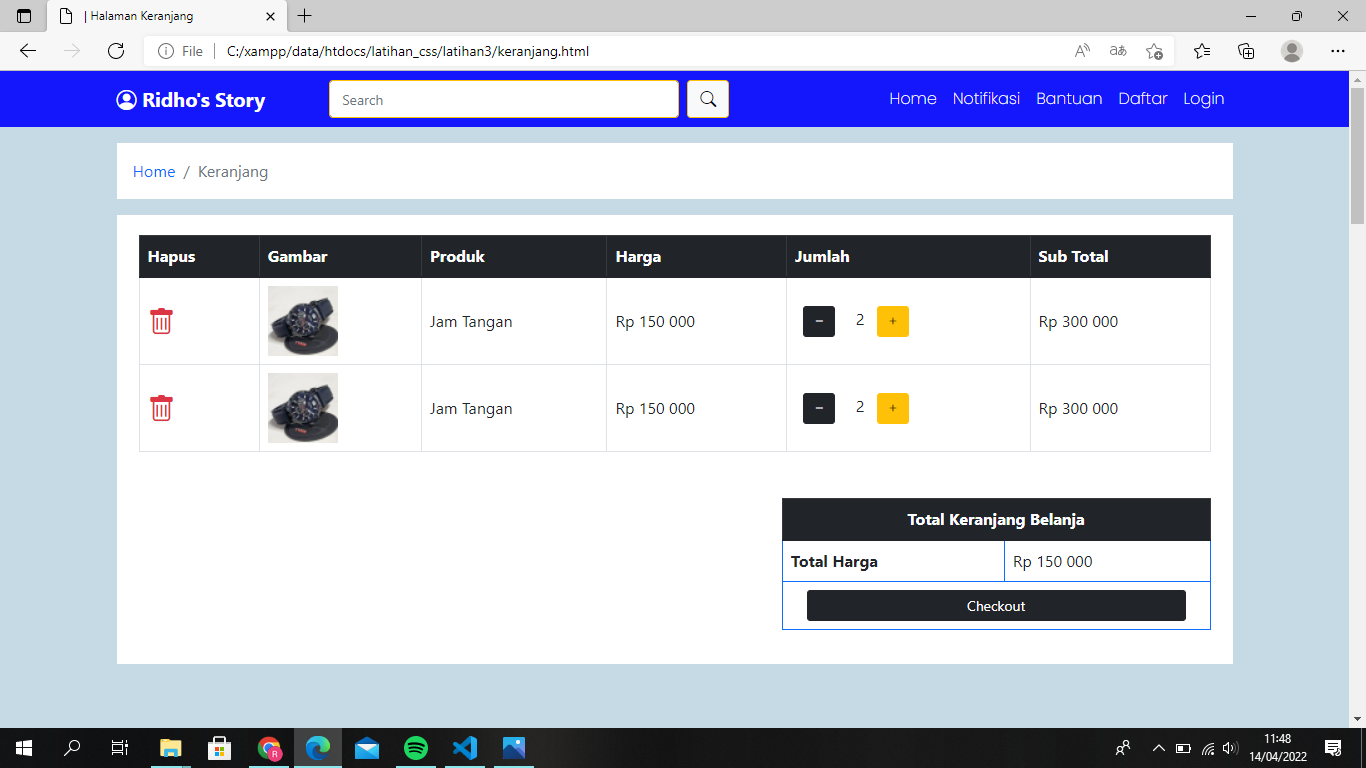 | Halaman Keranjang
File
C:/xampp/data/htdocs/latihan_css/latihan3/keranjang.html
Ridho's Story
Search
Home Notifikasi Bantuan Daftar Login
Home / Keranjang
Hapus Gambar Produk Harga Jumlah Sub Total
Jam Tangan Rp 150 000 - 2 + Rp 300 000
Jam Tangan Rp 150 000 - 2 + Rp 300 000
Total Keranjang Belanja
Total Harga Rp 150 000
Checkout
11:48
14/04/2022